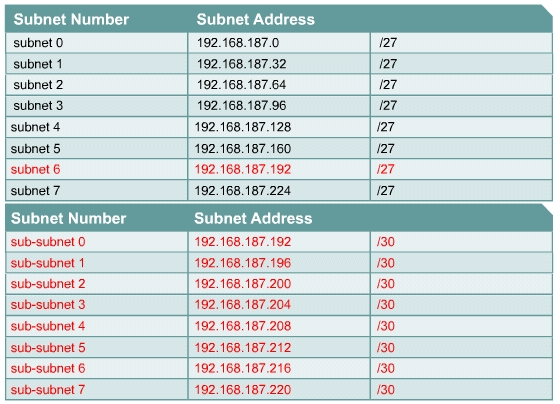 Subnet Number Subnet Address
subnet 0 192.168.187.0 /27
subnet 1 192.168.187.32 /27
subnet 2 192.168.187.64 /27
subnet 3 192.168.187.96 /27
subnet 4 192.168.187.128 /27
subnet 5 192.168.187.160 /27
subnet 6 192.168.187.192 /27
subnet 7 192.168.187.224 /27
Subnet Number Subnet Address
sub-subnet 0 192.168.187.192 /30
sub-subnet 1 192.168.187.196 /30
sub-subnet 2 192.168.187.200 /30
sub-subnet 3 192.168.187.204 /30
sub-subnet 4 192.168.187.208 /30
sub-subnet 5 192.168.187.212 /30
sub-subnet 6 192.168.187.216 /30
sub-subnet 7 192.168.187.220 /30